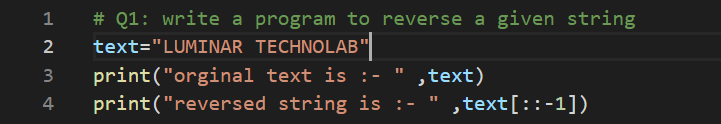 1 # Q1: write a program to reverse a given string
2 text="LUMINAR TECHNOLAB"
3 print("orginal text is :- " ,text)
4 print("reversed string is :- " ,text[::-1])